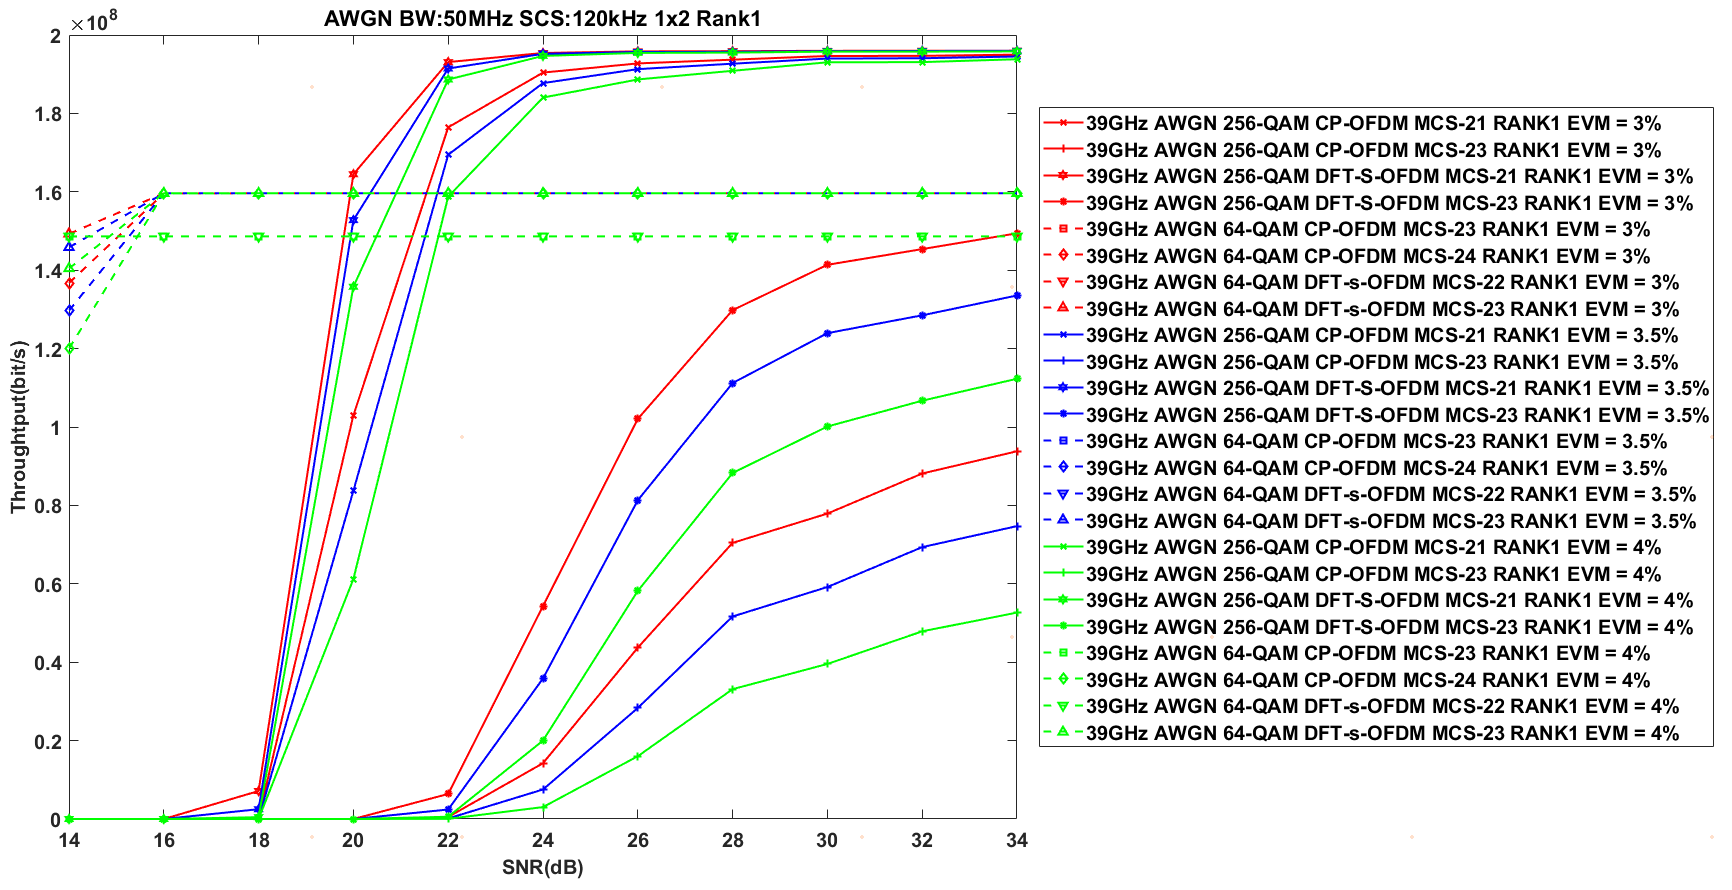 AWGN BW:50MHz SCS:120kHz 1x2 Rank1
×10^8
2
1.8
1.6
1.4
1.2
1
0.8
0.6
0.4
0.2
0
Throughtput(bit/s)
14 16 18 20 22 24 26 28 30 32 34
SNR(dB)
39GHz AWGN 256-QAM CP-OFDM MCS-21 RANK1 EVM = 3%
39GHz AWGN 256-QAM CP-OFDM MCS-23 RANK1 EVM = 3%
39GHz AWGN 256-QAM DFT-S-OFDM MCS-21 RANK1 EVM = 3%
39GHz AWGN 256-QAM DFT-S-OFDM MCS-23 RANK1 EVM = 3%
39GHz AWGN 64-QAM CP-OFDM MCS-23 RANK1 EVM = 3%
39GHz AWGN 64-QAM CP-OFDM MCS-24 RANK1 EVM = 3%
39GHz AWGN 64-QAM DFT-s-OFDM MCS-22 RANK1 EVM = 3%
39GHz AWGN 64-QAM DFT-s-OFDM MCS-23 RANK1 EVM = 3%
39GHz AWGN 256-QAM CP-OFDM MCS-21 RANK1 EVM = 3.5%
39GHz AWGN 256-QAM CP-OFDM MCS-23 RANK1 EVM = 3.5%
39GHz AWGN 256-QAM DFT-S-OFDM MCS-21 RANK1 EVM = 3.5%
39GHz AWGN 256-QAM DFT-S-OFDM MCS-23 RANK1 EVM = 3.5%
39GHz AWGN 64-QAM CP-OFDM MCS-23 RANK1 EVM = 3.5%
39GHz AWGN 64-QAM CP-OFDM MCS-24 RANK1 EVM = 3.5%
39GHz AWGN 64-QAM DFT-s-OFDM MCS-22 RANK1 EVM = 3.5%
39GHz AWGN 64-QAM DFT-s-OFDM MCS-23 RANK1 EVM = 3.5%
39GHz AWGN 256-QAM CP-OFDM MCS-21 RANK1 EVM = 4%
39GHz AWGN 256-QAM CP-OFDM MCS-23 RANK1 EVM = 4%
39GHz AWGN 256-QAM DFT-S-OFDM MCS-21 RANK1 EVM = 4%
39GHz AWGN 256-QAM DFT-S-OFDM MCS-23 RANK1 EVM = 4%
39GHz AWGN 64-QAM CP-OFDM MCS-23 RANK1 EVM = 4%
39GHz AWGN 64-QAM CP-OFDM MCS-24 RANK1 EVM = 4%
39GHz AWGN 64-QAM DFT-s-OFDM MCS-22 RANK1 EVM = 4%
39GHz AWGN 64-QAM DFT-s-OFDM MCS-23 RANK1 EVM = 4%